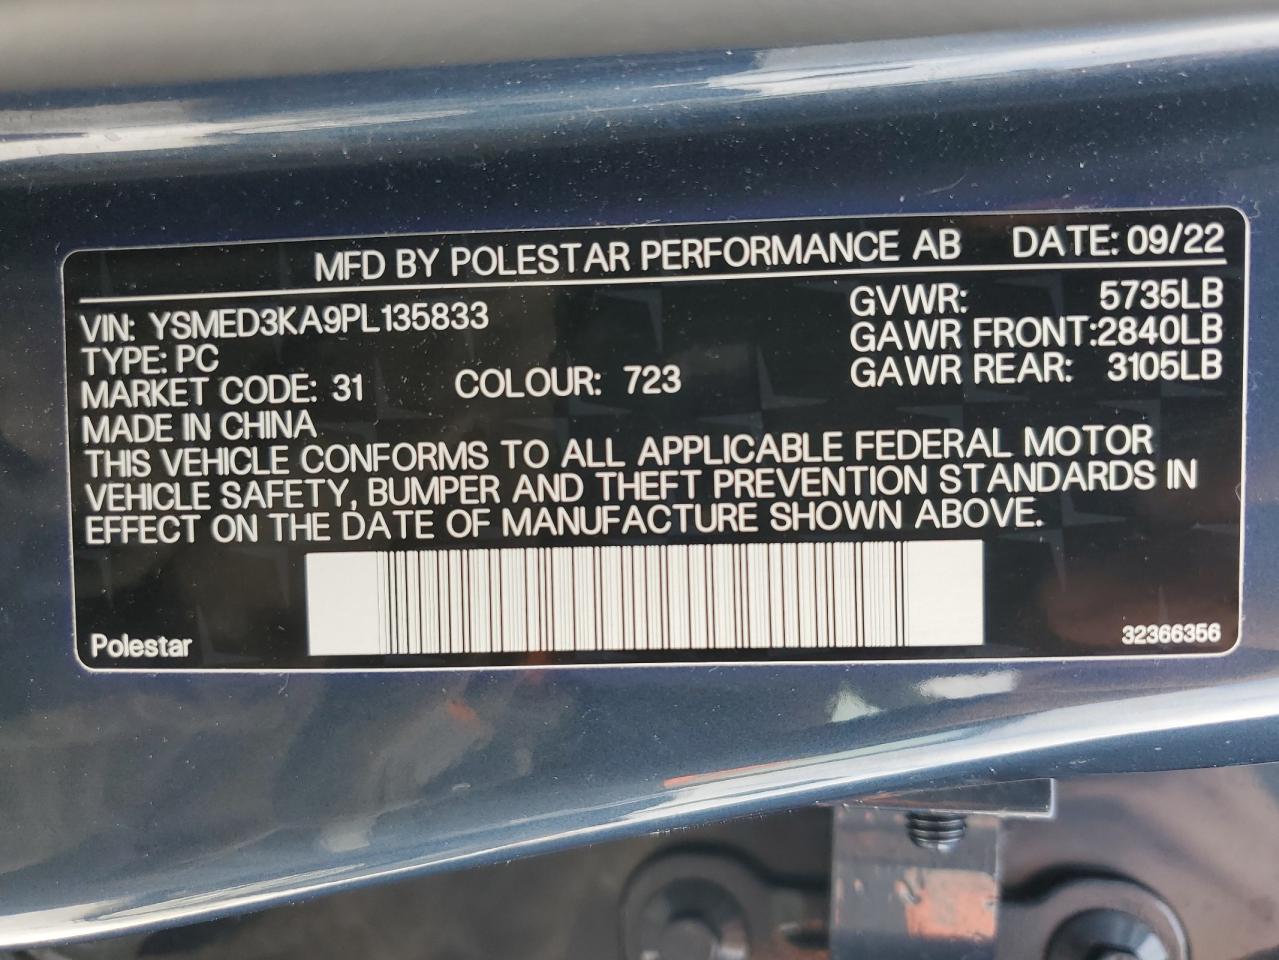 MFD BY POLESTAR PERFORMANCE AB DATE: 09/22
VIN: YSMED3KA9PL135833 GVWR: 5735LB
TYPE: PC GAWR FRONT:2840LB
MARKET CODE: 31 COLOUR: 723 GAWR REAR: 3105LB
MADE IN CHINA
THIS VEHICLE CONFORMS TO ALL APPLICABLE FEDERAL MOTOR
VEHICLE SAFETY, BUMPER AND THEFT PREVENTION STANDARDS IN
EFFECT ON THE DATE OF MANUFACTURE SHOWN ABOVE.
Polestar 32366356